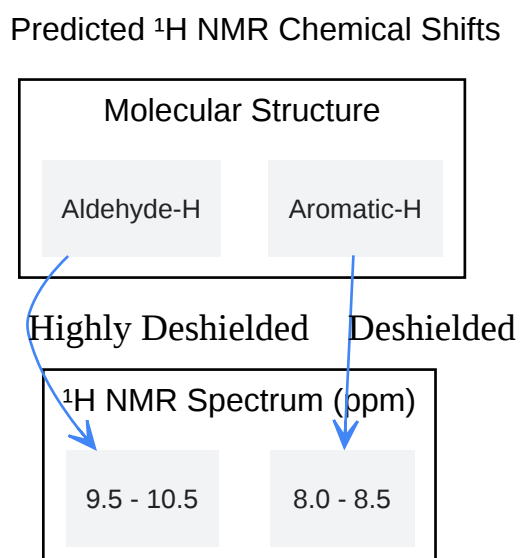 Predicted ¹H NMR Chemical Shifts
Molecular Structure
Aldehyde-H
Aromatic-H
Highly Deshielded
Deshielded
¹H NMR Spectrum (ppm)
9.5 - 10.5
8.0 - 8.5